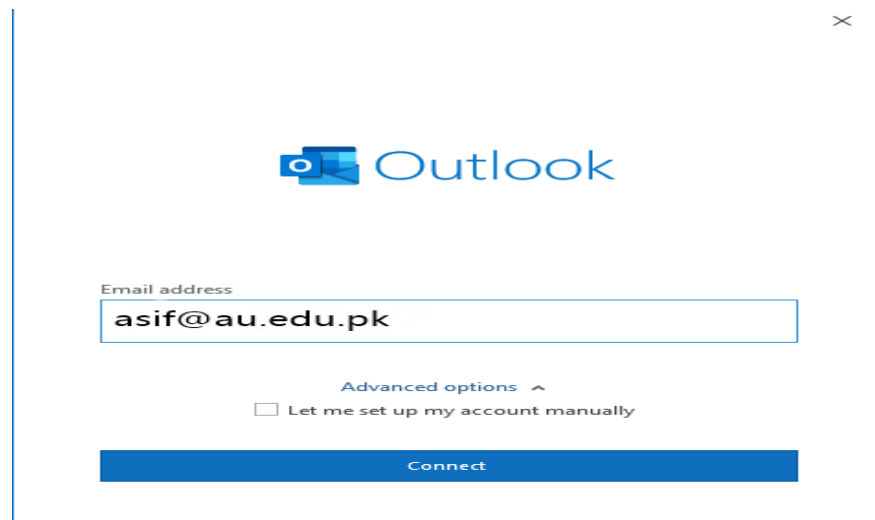 Outlook
Email address
asif@au.edu.pk
Advanced options
Let me set up my account manually
Connect